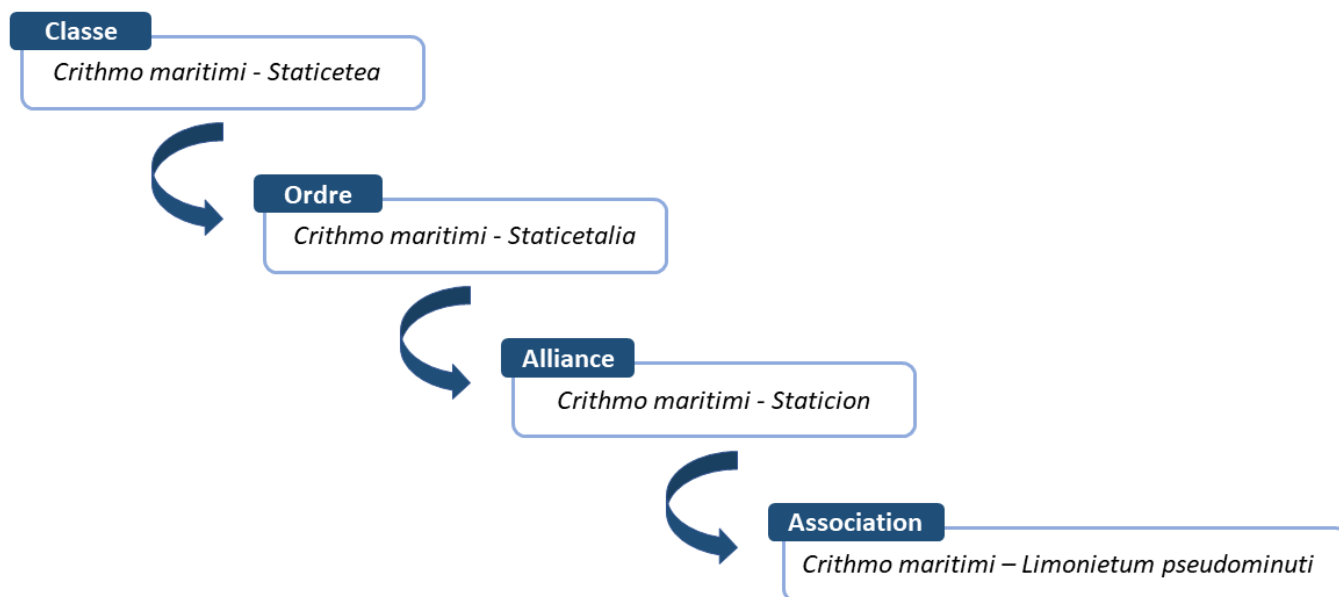 Classe
Crithmo maritimi - Staticetea
Ordre
Crithmo maritimi - Staticetalia
Alliance
Crithmo maritimi - Staticion
Association
Crithmo maritimi – Limonietum pseudominuti